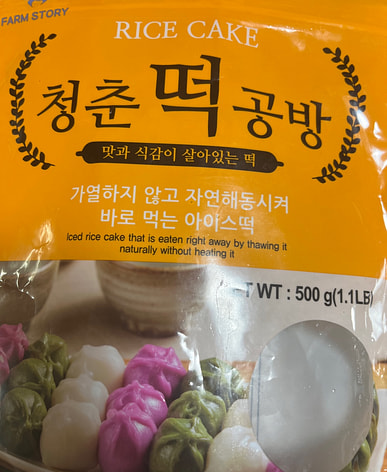 FARM STORY
RICE CAKE
청춘 떡 공방
맛과 식감이 살아있는 떡
가열하지 않고 자연해동시켜
바로 먹는 아이스떡
Iced rice cake that is eaten right away by thawing it
naturally without heating it
WT : 500 g(1.1LB)